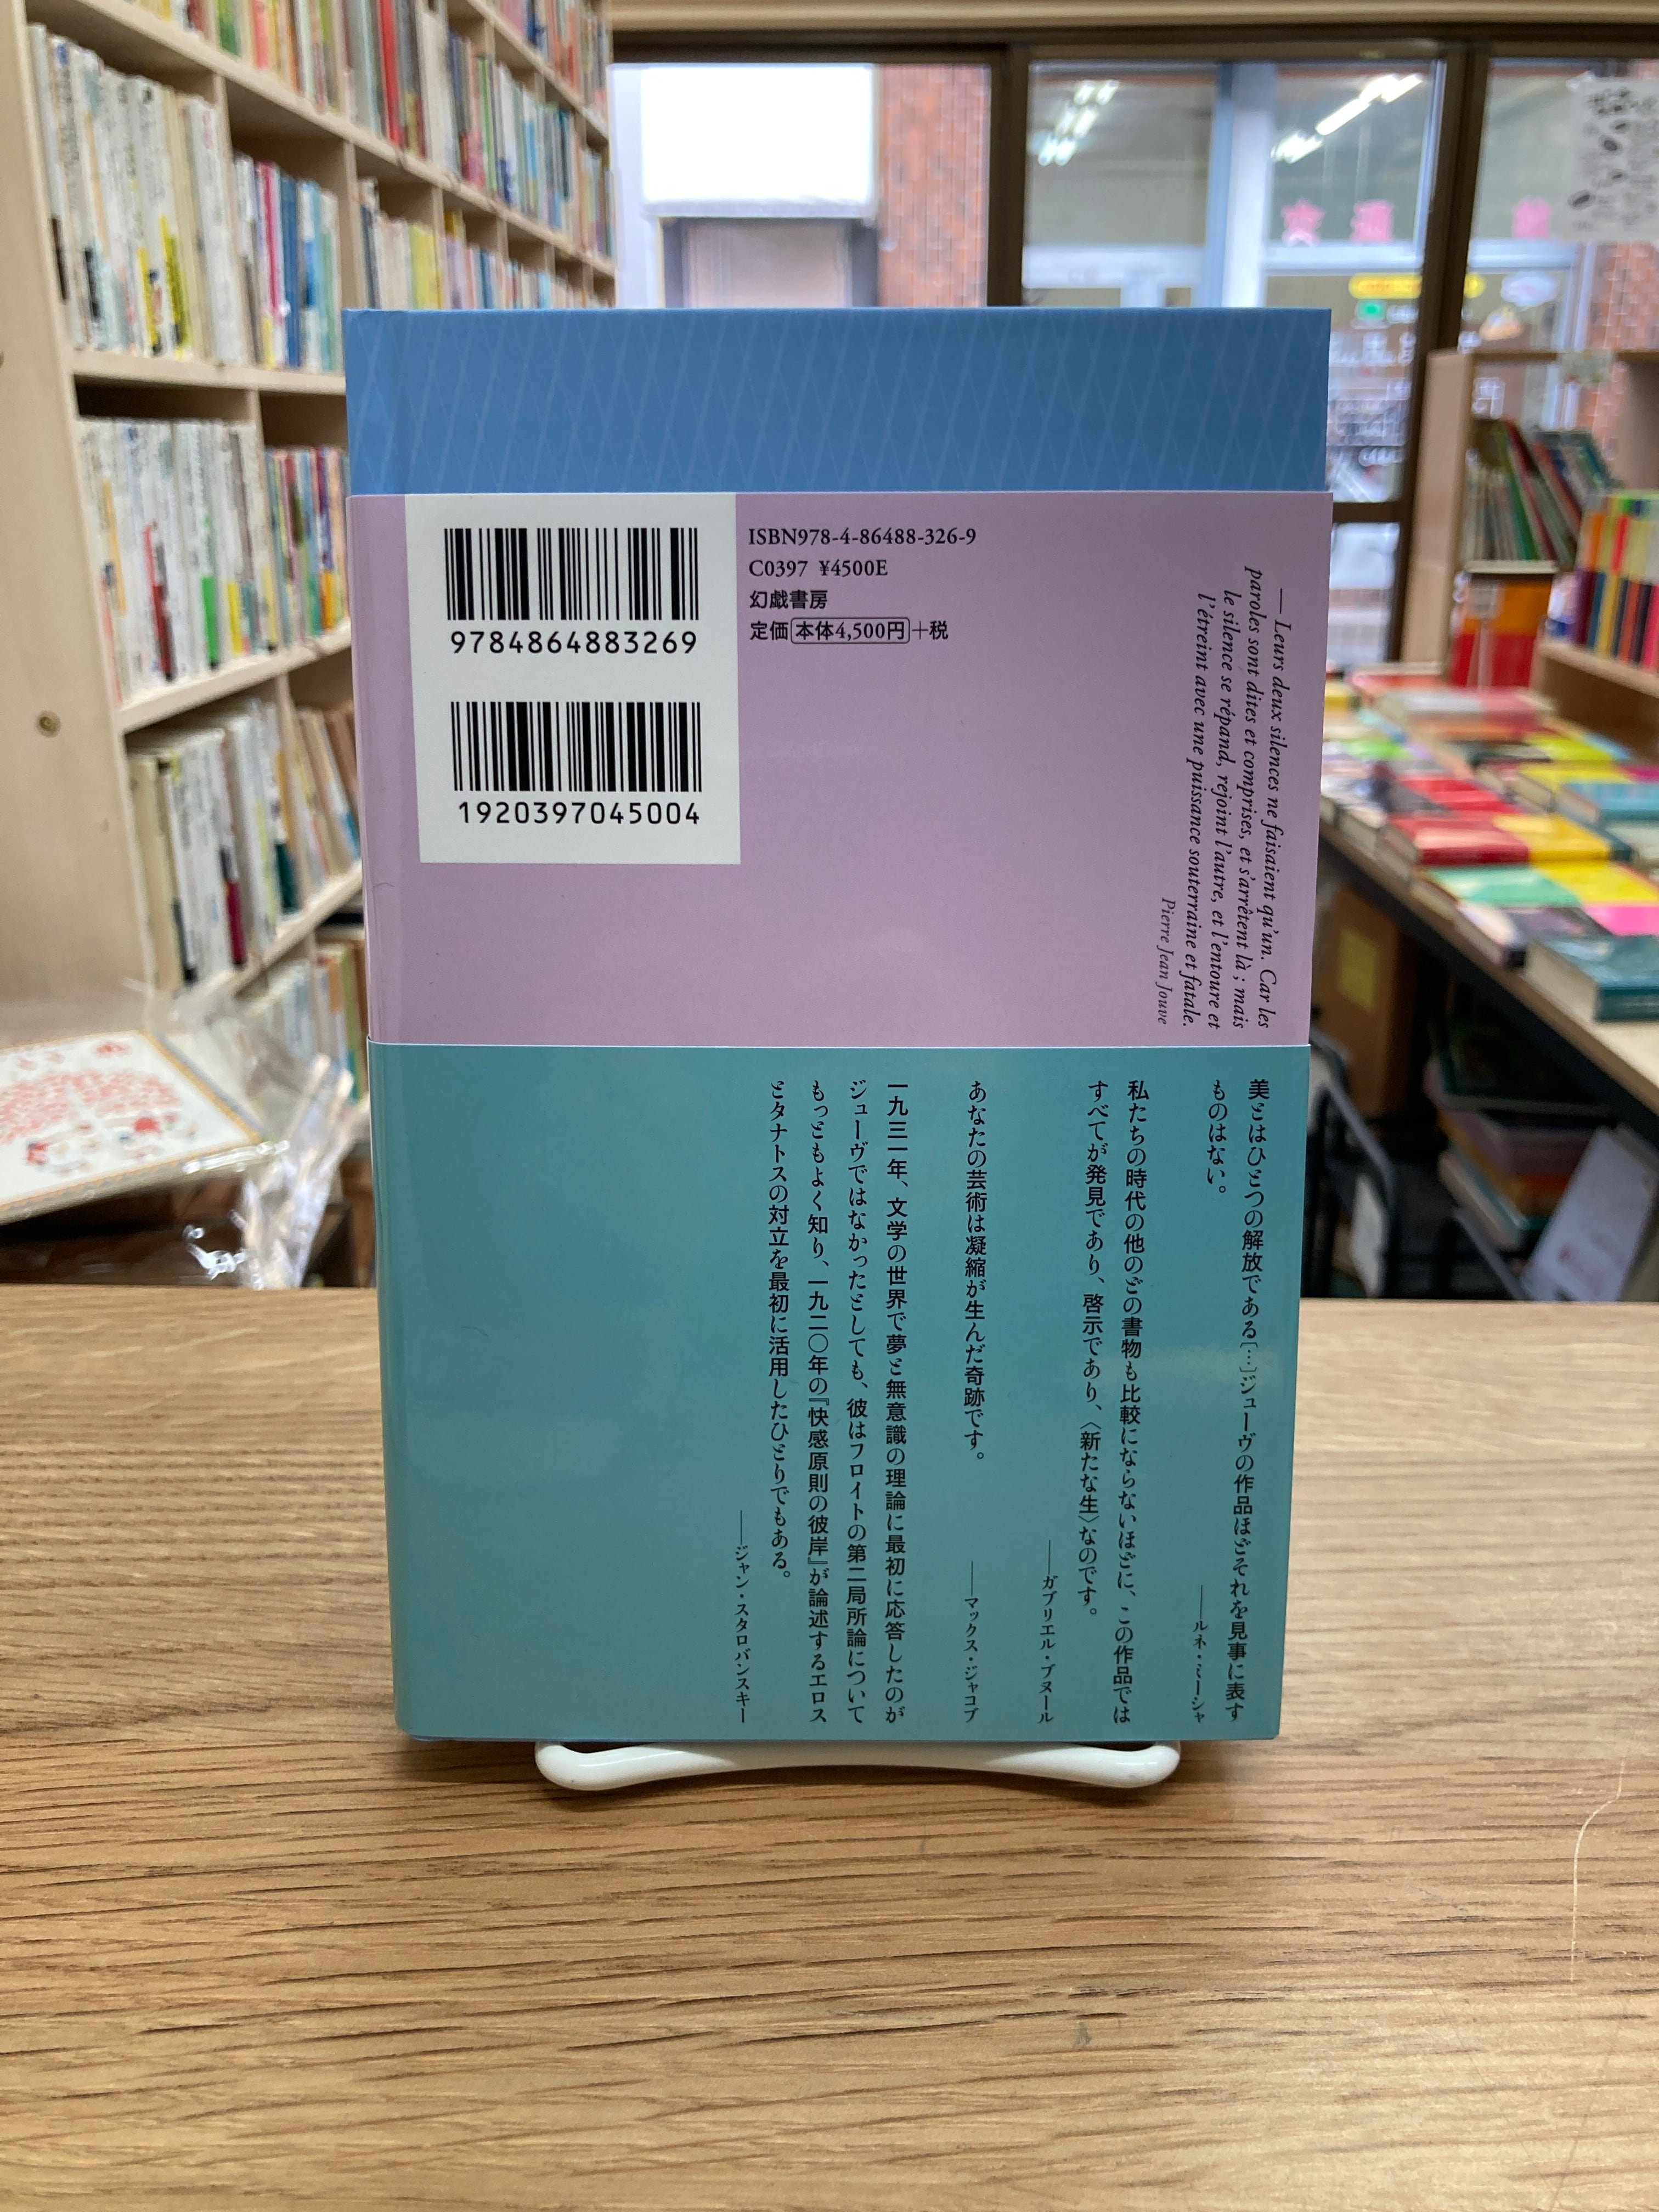 9784864883269
1920397045004
ISBN978-4-86488-326-9
C0397 ¥4500E
幻戯書房
定価 本体4,500円+税
— Leurs deux silences ne faisaient qu'un. Car les
paroles sont dites et comprises, et s'arrêtent là ; mais
le silence se répand, rejoint l'autre, et l'entoure et
l'étreint avec une puissance souterraine et fatale.
Pierre Jean Jouve
美とはひとつの解放である[…]ジューヴの作品ほどそれを見事に表す
ものはない。
——ルネ・ミーシャ
私たちの時代の他のどの書物も比較にならないほどに、この作品では
すべてが発見であり、啓示であり、〈新たな生〉なのです。
——ガブリエル・ブヌール
あなたの芸術は凝縮が生んだ奇跡です。
——マックス・ジャコブ
一九三一年、文学の世界で夢と無意識の理論に最初に応答したのが
ジューヴではなかったとしても、彼はフロイトの第二局所論について
もっともよく知り、一九二〇年の『快感原則の彼岸』が論述するエロス
とタナトスの対立を最初に活用したひとりでもある。
——ジャン・スタロバンスキー